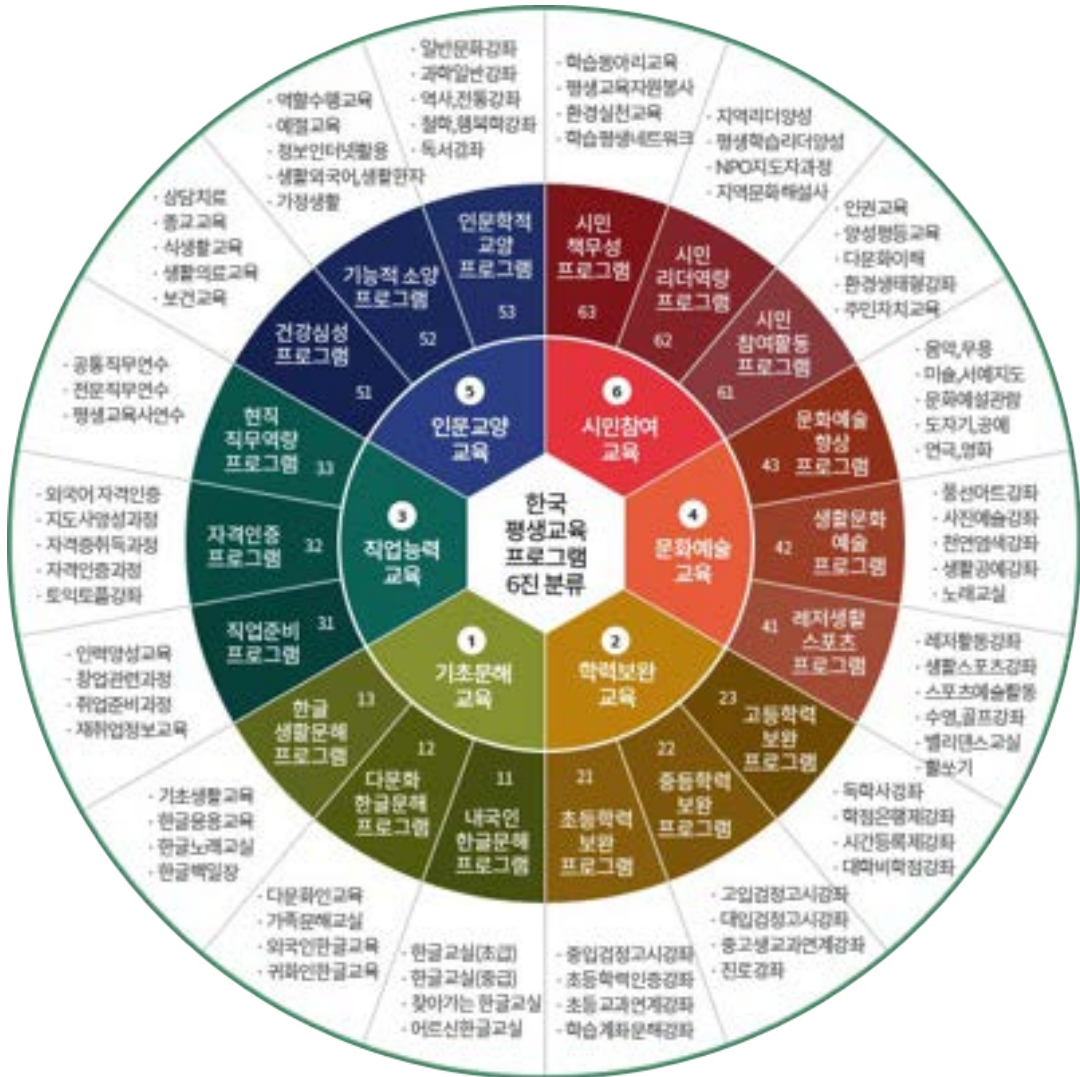 한국
평생교육
프로그램
6진 분류
1
기초문해
교육
11
내국인
한글문해
프로그램
· 한글교실(초급)
· 한글교실(중급)
· 찾아가는 한글교실
· 어르신한글교실
12
다문화
한글문해
프로그램
· 다문화인교육
· 가족문해교실
· 외국인한글교육
· 귀화인한글교육
13
한글
생활문해
프로그램
· 기초생활교육
· 한글응용교육
· 한글노래교실
· 한글백일장
2
학력보완
교육
21
초등학력
보완
프로그램
· 중입검정고시강좌
· 초등학력인증강좌
· 초등교과연계강좌
· 학습계좌문해강좌
22
중등학력
보완
프로그램
· 고입검정고시강좌
· 대입검정고시강좌
· 중고생교과연계강좌
· 진로강좌
23
고등학력
보완
프로그램
· 독학사강좌
· 학점은행제강좌
· 시간등록제강좌
· 대학비학점강좌
3
직업능력
교육
31
직업준비
프로그램
· 인력양성교육
· 창업관련과정
· 취업준비과정
· 재취업정보교육
32
자격인증
프로그램
· 외국어 자격인증
· 지도사양성과정
· 자격증취득과정
· 자격인증과정
· 토익토플강좌
33
현직
직무역량
프로그램
· 공통직무연수
· 전문직무연수
· 평생교육사연수
4
문화예술
교육
41
레저생활
스포츠
프로그램
· 레저활동강좌
· 생활스포츠강좌
· 스포츠예술활동
· 수영,골프강좌
· 밸리댄스교실
· 활쏘기
42
생활문화
예술
프로그램
· 풍선아트강좌
· 사진예술강좌
· 천연염색강좌
· 생활공예강좌
· 노래교실
43
문화예술
향상
프로그램
· 음악,무용
· 미술,서예지도
· 문화예설관람
· 도자기,공예
· 연극,영화
5
인문교양
교육
51
건강심성
프로그램
· 상담치료
· 종교교육
· 식생활교육
· 생활의료교육
· 보건교육
52
기능적 소양
프로그램
· 역할수행교육
· 예절교육
· 정보인터넷활용
· 생활외국어,생활한자
· 가정생활
53
인문학적
교양
프로그램
· 일반문화강좌
· 과학일반강좌
· 역사,전통강좌
· 철학,행복학강좌
· 독서강좌
6
시민참여
교육
61
시민
참여활동
프로그램
· 인권교육
· 양성평등교육
· 다문화이해
· 환경생태형강좌
· 주민자치교육
62
시민
리더역량
프로그램
· 지역리더양성
· 평생학습리더양성
· NPO지도자과정
· 지역문화해설사
63
시민
책무성
프로그램
· 학습동아리교육
· 평생교육자원봉사
· 환경실천교육
· 학습평생네트워크